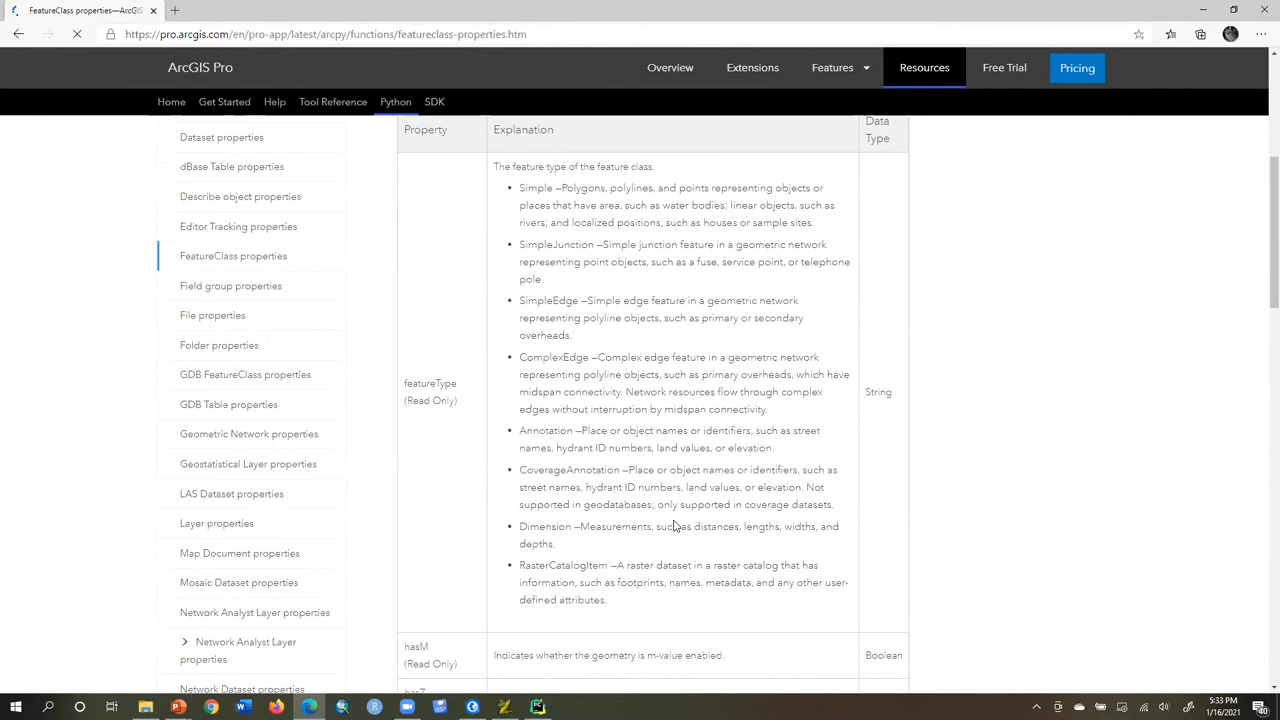 FeatureClass properties—ArcGIS
https://pro.arcgis.com/en/pro-app/latest/arcpy/functions/featureclass-properties.htm
ArcGIS Pro
Overview
Extensions
Features
Resources
Free Trial
Pricing
Home
Get Started
Help
Tool Reference
Python
SDK
Dataset properties
dBase Table properties
Describe object properties
Editor Tracking properties
FeatureClass properties
Field group properties
File properties
Folder properties
GDB FeatureClass properties
GDB Table properties
Geometric Network properties
Geostatistical Layer properties
LAS Dataset properties
Layer properties
Map Document properties
Mosaic Dataset properties
Network Analyst Layer properties
Network Analyst Layer
properties
Network Dataset properties
Property
Explanation
Data
Type
featureType
(Read Only)
The feature type of the feature class.
• Simple —Polygons, polylines, and points representing objects or
places that have area, such as water bodies; linear objects, such as
rivers; and localized positions, such as houses or sample sites.
• SimpleJunction —Simple junction feature in a geometric network
representing point objects, such as a fuse, service point, or telephone
pole.
• SimpleEdge —Simple edge feature in a geometric network
representing polyline objects, such as primary or secondary
overheads.
• ComplexEdge —Complex edge feature in a geometric network
representing polyline objects, such as primary overheads, which have
midspan connectivity. Network resources flow through complex
edges without interruption by midspan connectivity.
• Annotation —Place or object names or identifiers, such as street
names, hydrant ID numbers, land values, or elevation.
• CoverageAnnotation —Place or object names or identifiers, such as
street names, hydrant ID numbers, land values, or elevation. Not
supported in geodatabases; only supported in coverage datasets.
• Dimension —Measurements, such as distances, lengths, widths, and
depths.
• RasterCatalogItem —A raster dataset in a raster catalog that has
information, such as footprints, names, metadata, and any other user-
defined attributes.
String
hasM
(Read Only)
Indicates whether the geometry is m-value enabled.
Boolean
hasZ
5:33 PM
1/16/2021